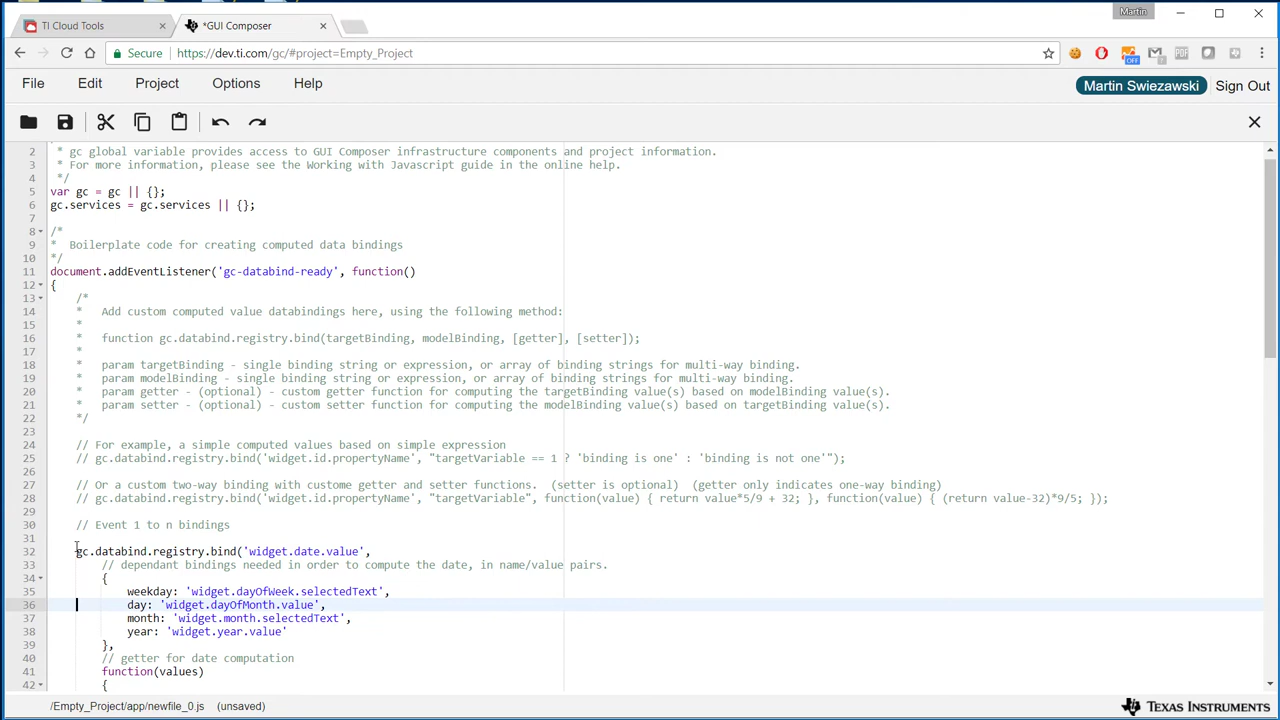 Martin
TI Cloud Tools
*GUI Composer
Secure https://dev.ti.com/gc/#project=Empty_Project
OFF
PDF
File Edit Project Options Help
Martin Swiezawski Sign Out
2 * gc global variable provides access to GUI Composer infrastructure components and project information.
3 * For more information, please see the Working with Javascript guide in the online help.
4 */
5 var gc = gc || {};
6 gc.services = gc.services || {};
7
8 /*
9 * Boilerplate code for creating computed data bindings
10 */
11 document.addEventListener('gc-databind-ready', function()
12 {
13 /*
14 * Add custom computed value databindings here, using the following method:
15 *
16 * function gc.databind.registry.bind(targetBinding, modelBinding, [getter], [setter]);
17 *
18 * param targetBinding - single binding string or expression, or array of binding strings for multi-way binding.
19 * param modelBinding - single binding string or expression, or array of binding strings for multi-way binding.
20 * param getter - (optional) - custom getter function for computing the targetBinding value(s) based on modelBinding value(s).
21 * param setter - (optional) - custom setter function for computing the modelBinding value(s) based on targetBinding value(s).
22 */
23
24 // For example, a simple computed values based on simple expression
25 // gc.databind.registry.bind('widget.id.propertyName', "targetVariable == 1 ? 'binding is one' : 'binding is not one'");
26
27 // Or a custom two-way binding with custome getter and setter functions. (setter is optional) (getter only indicates one-way binding)
28 // gc.databind.registry.bind('widget.id.propertyName', "targetVariable", function(value) { return value*5/9 + 32; }, function(value) { (return value-32)*9/5; });
29
30 // Event 1 to n bindings
31
32 gc.databind.registry.bind('widget.date.value',
33 // dependant bindings needed in order to compute the date, in name/value pairs.
34 {
35 weekday: 'widget.dayOfWeek.selectedText',
36 day: 'widget.dayOfMonth.value',
37 month: 'widget.month.selectedText',
38 year: 'widget.year.value'
39 },
40 // getter for date computation
41 function(values)
42 {
/Empty_Project/app/newfile_0.js (unsaved)
TEXAS INSTRUMENTS